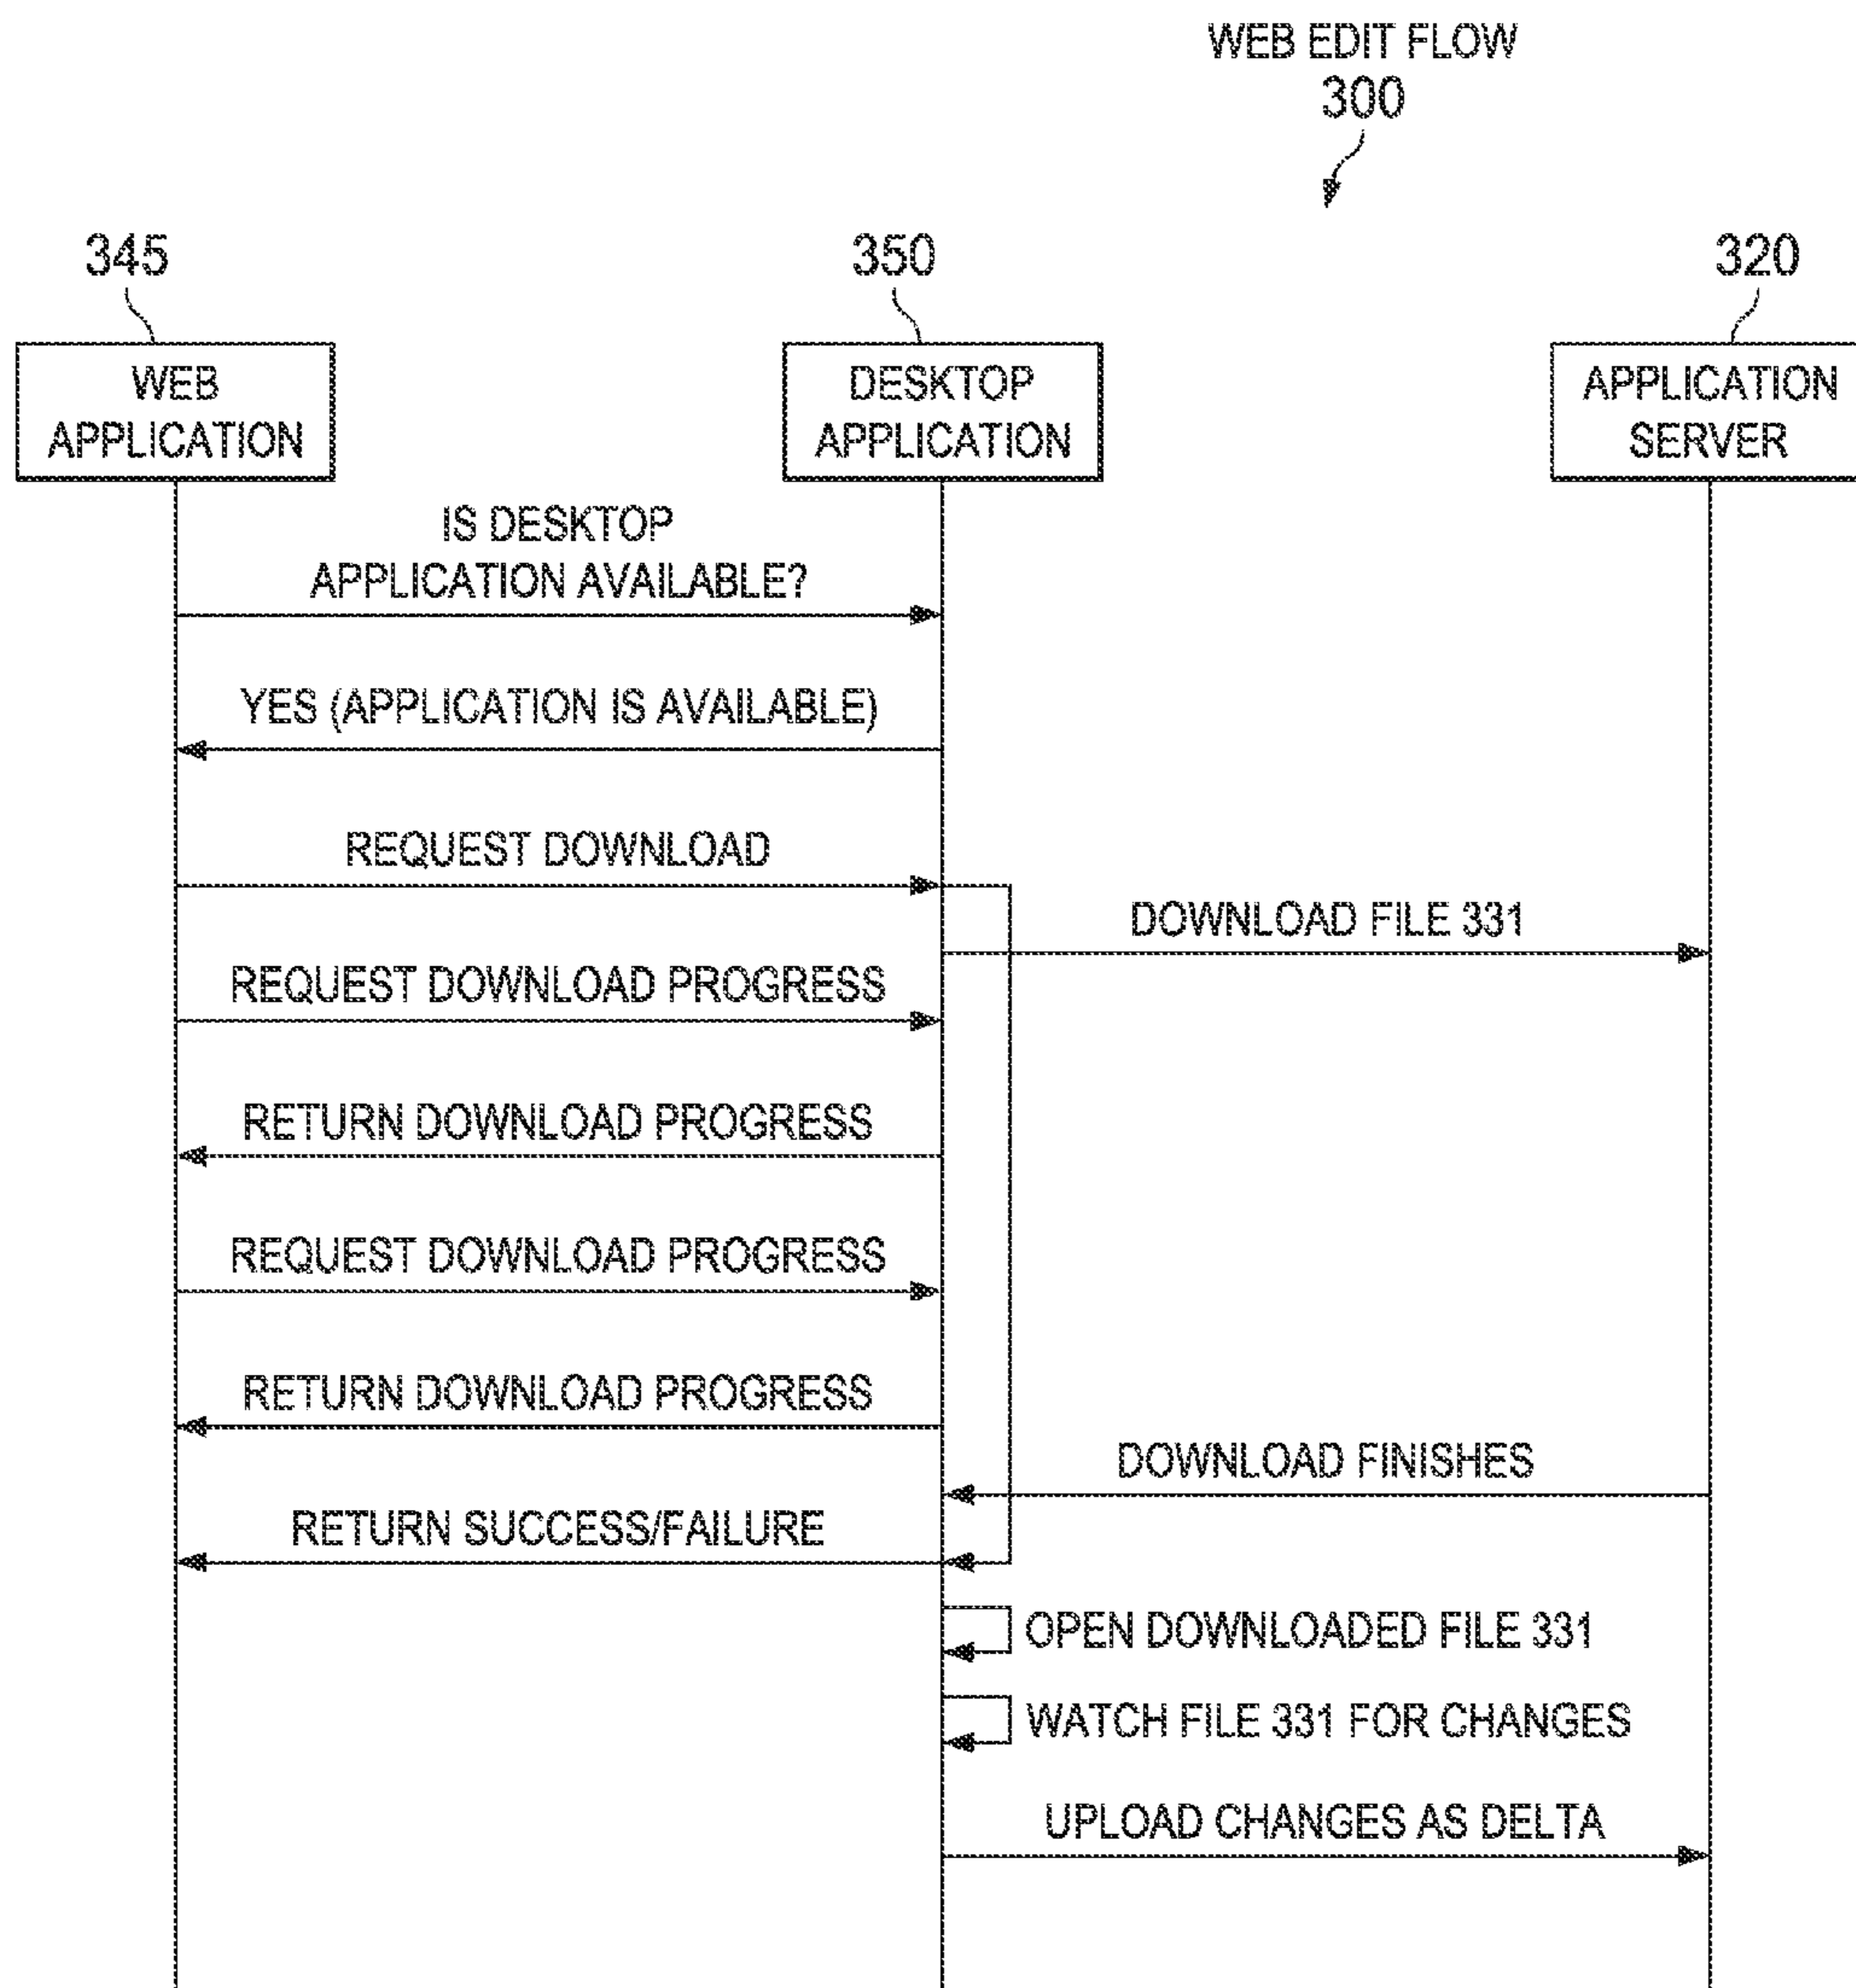 WEB EDIT FLOW
300
345
350
320
WEB
APPLICATION
DESKTOP
APPLICATION
APPLICATION
SERVER
IS DESKTOP
APPLICATION AVAILABLE?
YES (APPLICATION IS AVAILABLE)
REQUEST DOWNLOAD
DOWNLOAD FILE 331
REQUEST DOWNLOAD PROGRESS
RETURN DOWNLOAD PROGRESS
REQUEST DOWNLOAD PROGRESS
RETURN DOWNLOAD PROGRESS
DOWNLOAD FINISHES
RETURN SUCCESS/FAILURE
OPEN DOWNLOADED FILE 331
WATCH FILE 331 FOR CHANGES
UPLOAD CHANGES AS DELTA